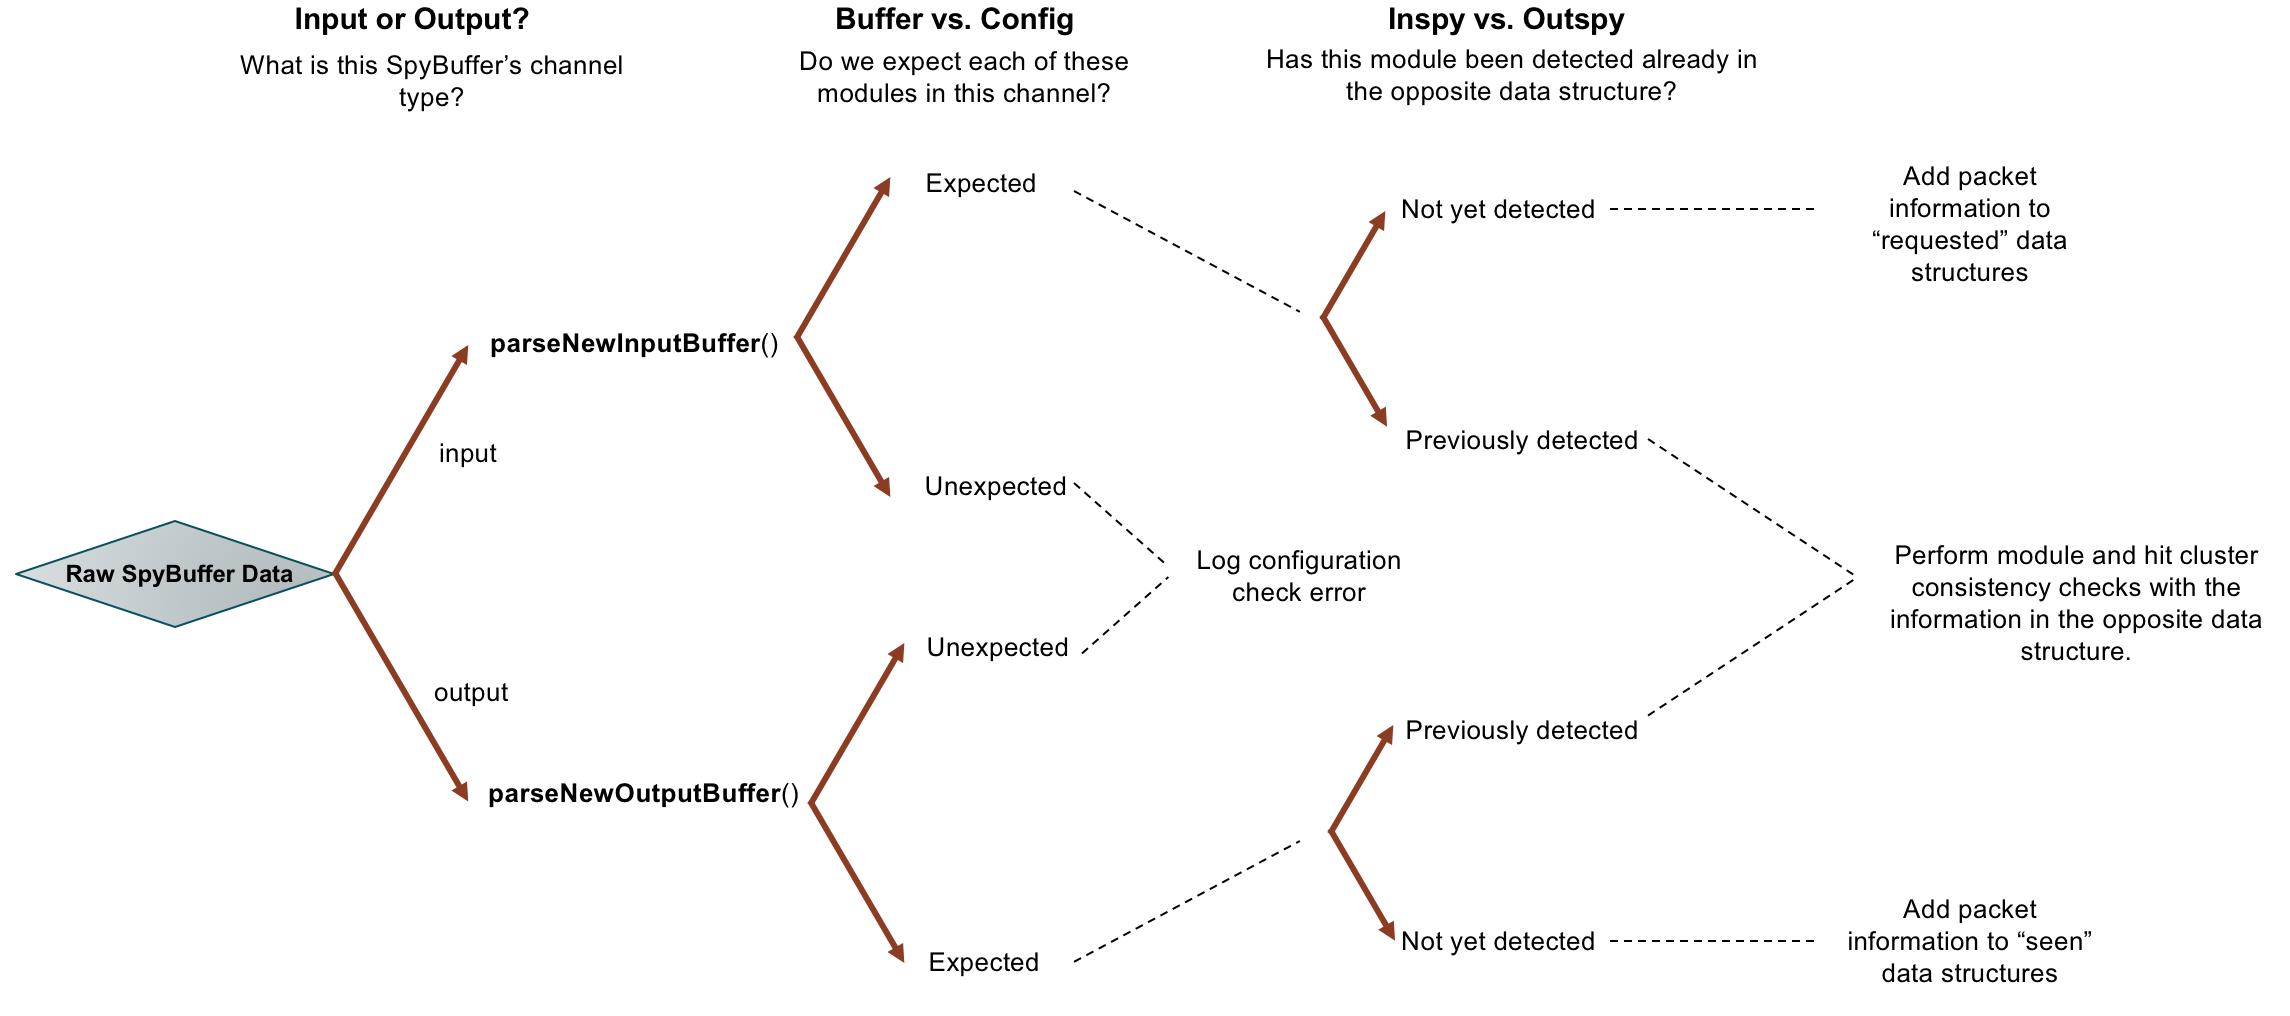 Input or Output?
What is this SpyBuffer’s channel
type?
Buffer vs. Config
Do we expect each of these
modules in this channel?
Inspy vs. Outspy
Has this module been detected already in
the opposite data structure?
Raw SpyBuffer Data
input
output
parseNewInputBuffer()
parseNewOutputBuffer()
Expected
Unexpected
Unexpected
Expected
Log configuration
check error
Not yet detected
Previously detected
Previously detected
Not yet detected
Add packet
information to
“requested” data
structures
Perform module and hit cluster
consistency checks with the
information in the opposite data
structure.
Add packet
information to “seen”
data structures